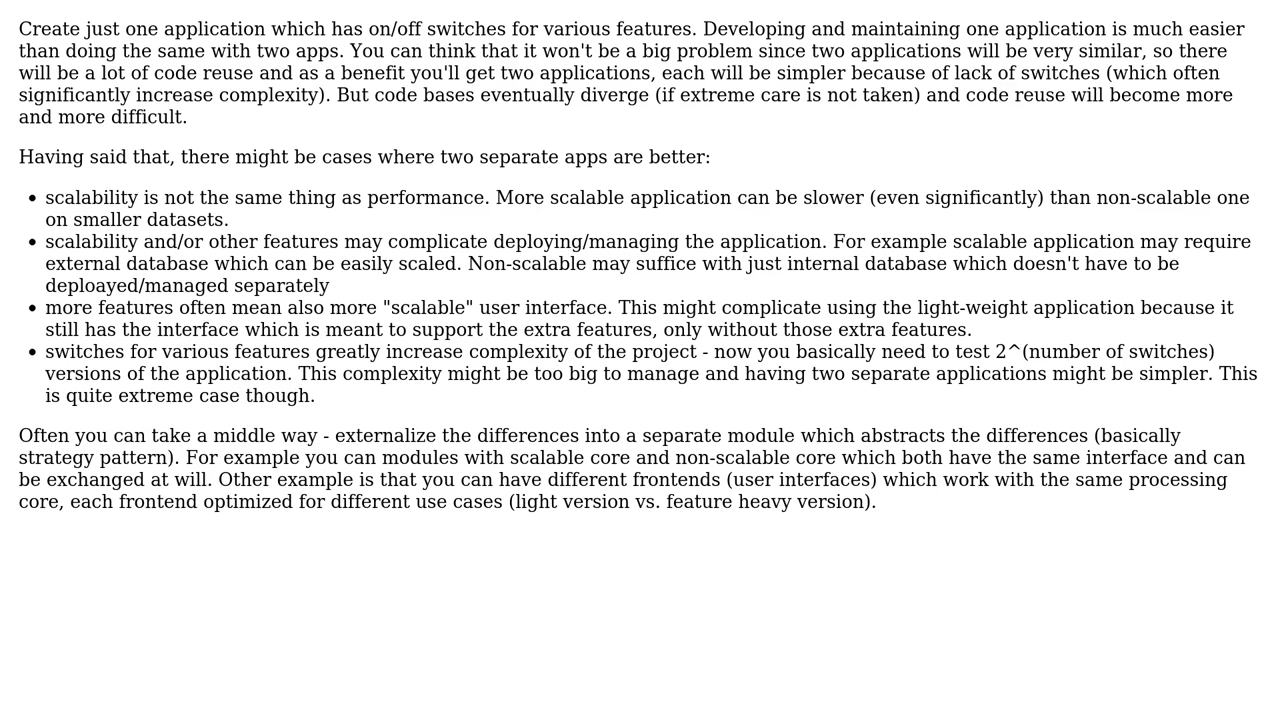 Create just one application which has on/off switches for various features. Developing and maintaining one application is much easier
than doing the same with two apps. You can think that it won't be a big problem since two applications will be very similar, so there
will be a lot of code reuse and as a benefit you'll get two applications, each will be simpler because of lack of switches (which often
significantly increase complexity). But code bases eventually diverge (if extreme care is not taken) and code reuse will become more
and more difficult.
Having said that, there might be cases where two separate apps are better:
• scalability is not the same thing as performance. More scalable application can be slower (even significantly) than non-scalable one
on smaller datasets.
• scalability and/or other features may complicate deploying/managing the application. For example scalable application may require
external database which can be easily scaled. Non-scalable may suffice with just internal database which doesn't have to be
deploayed/managed separately
• more features often mean also more "scalable" user interface. This might complicate using the light-weight application because it
still has the interface which is meant to support the extra features, only without those extra features.
• switches for various features greatly increase complexity of the project - now you basically need to test 2^(number of switches)
versions of the application. This complexity might be too big to manage and having two separate applications might be simpler. This
is quite extreme case though.
Often you can take a middle way - externalize the differences into a separate module which abstracts the differences (basically
strategy pattern). For example you can modules with scalable core and non-scalable core which both have the same interface and can
be exchanged at will. Other example is that you can have different frontends (user interfaces) which work with the same processing
core, each frontend optimized for different use cases (light version vs. feature heavy version).